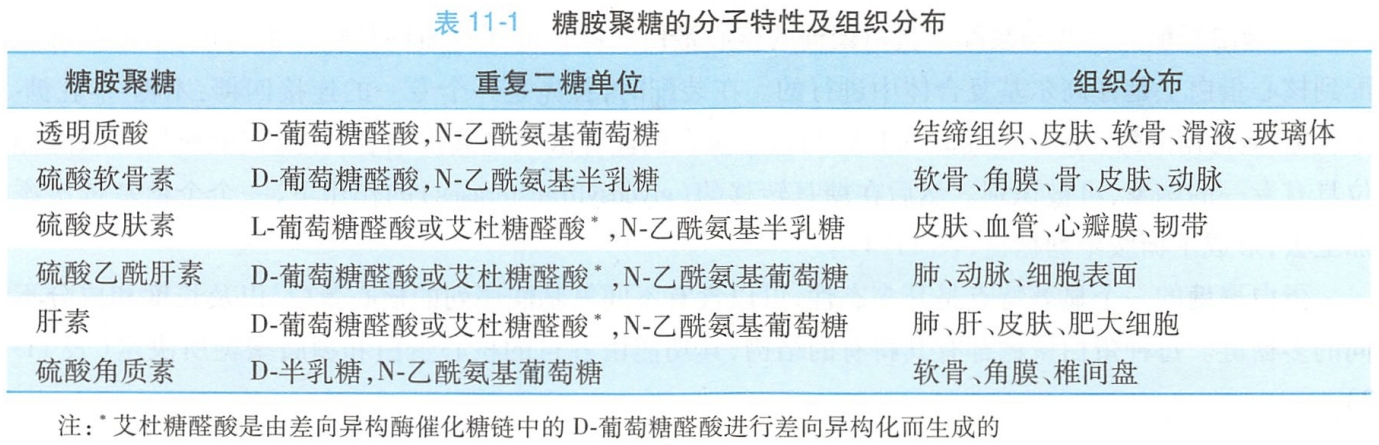 表 11-1 糖胺聚糖的分子特性及组织分布
糖胺聚糖 重复二糖单位 组织分布
透明质酸 D-葡萄糖醛酸,N-乙酰氨基葡萄糖 结缔组织、皮肤、软骨、滑液、玻璃体
硫酸软骨素 D-葡萄糖醛酸,N-乙酰氨基半乳糖 软骨、角膜、骨、皮肤、动脉
硫酸皮肤素 L-葡萄糖醛酸或艾杜糖醛酸*,N-乙酰氨基半乳糖 皮肤、血管、心瓣膜、韧带
硫酸乙酰肝素 D-葡萄糖醛酸或艾杜糖醛酸*,N-乙酰氨基葡萄糖 肺、动脉、细胞表面
肝素 D-葡萄糖醛酸或艾杜糖醛酸*,N-乙酰氨基葡萄糖 肺、肝、皮肤、肥大细胞
硫酸角质素 D-半乳糖,N-乙酰氨基葡萄糖 软骨、角膜、椎间盘
注:*艾杜糖醛酸是由差向异构酶催化糖链中的 D-葡萄糖醛酸进行差向异构化而生成的